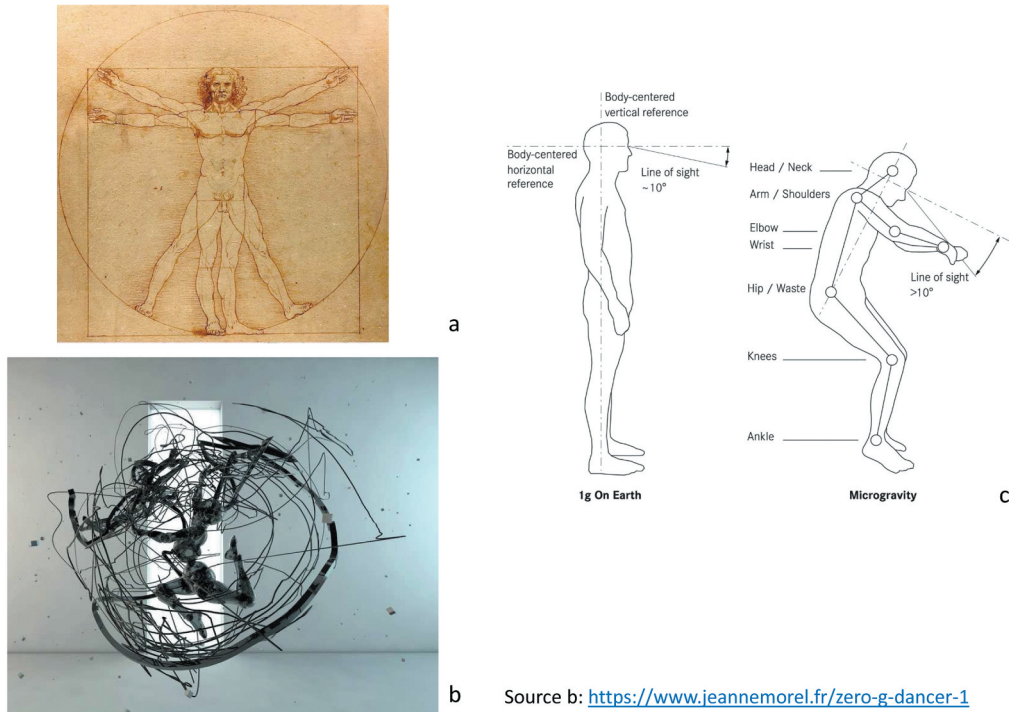 a
Body-centered
vertical reference
Body-centered
horizontal
reference
Line of sight
~10°
1g On Earth
Head / Neck
Arm / Shoulders
Elbow
Wrist
Hip / Waste
Line of sight
>10°
Knees
Ankle
Microgravity
c
b
Source b: https://www.jeannemorel.fr/zero-g-dancer-1